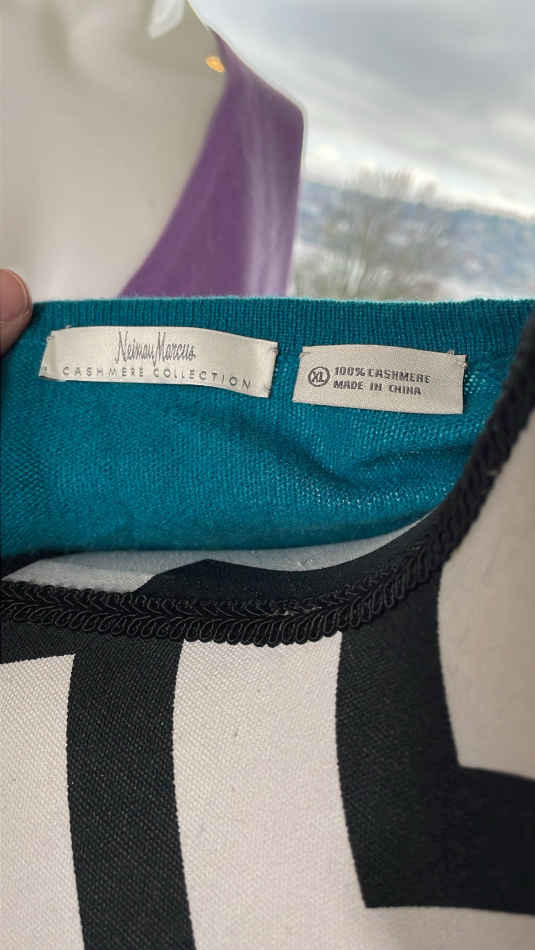 Neiman Marcus
CASHMERE COLLECTION
XL
100% CASHMERE
MADE IN CHINA